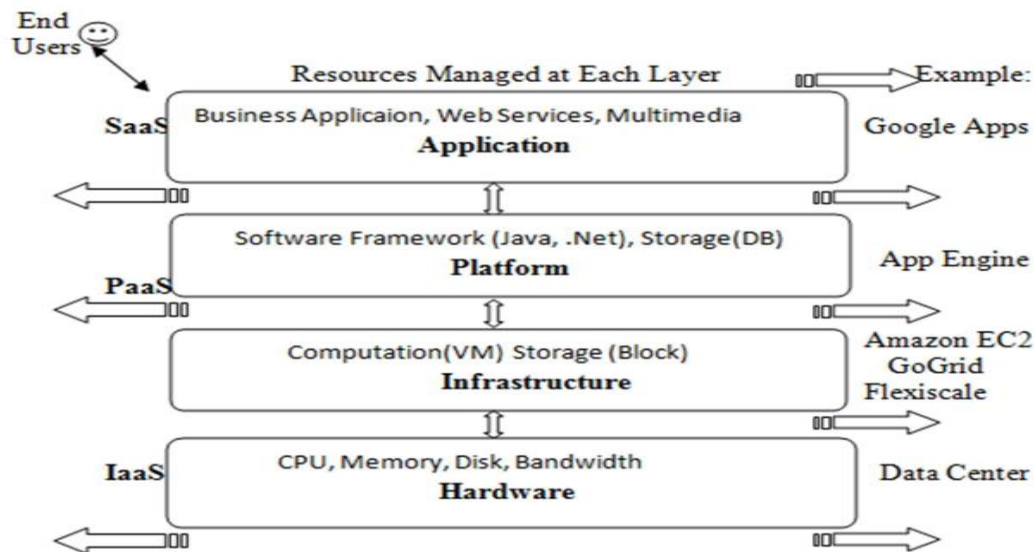 End
Users
Resources Managed at Each Layer
Example:
SaaS
Business Applicaion, Web Services, Multimedia
Application
Google Apps
Software Framework (Java, .Net), Storage(DB)
Platform
PaaS
App Engine
Computation(VM) Storage (Block)
Infrastructure
Amazon EC2
GoGrid
Flexiscale
IaaS
CPU, Memory, Disk, Bandwidth
Hardware
Data Center